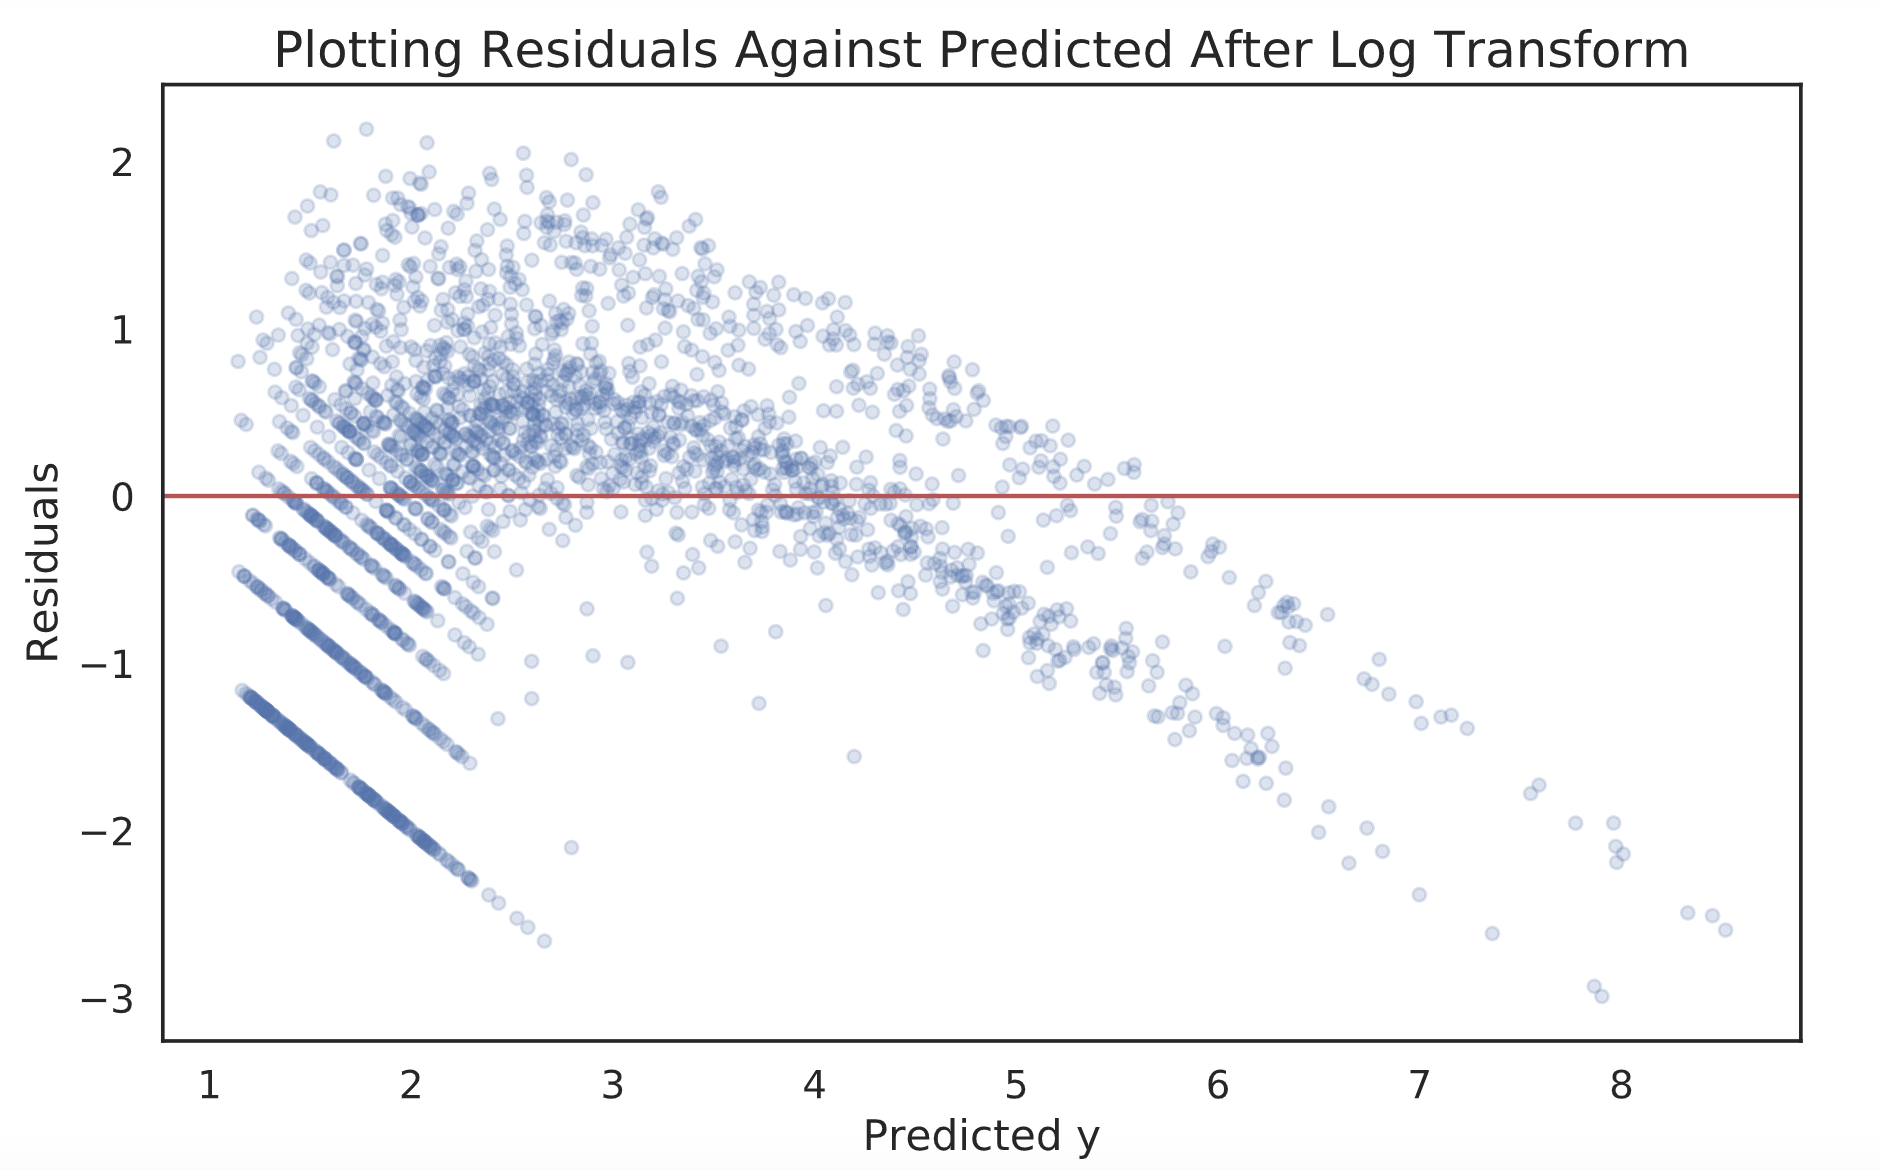 Plotting Residuals Against Predicted After Log Transform
2
1
0
−1
−2
−3
Residuals
1 2 3 4 5 6 7 8
Predicted y